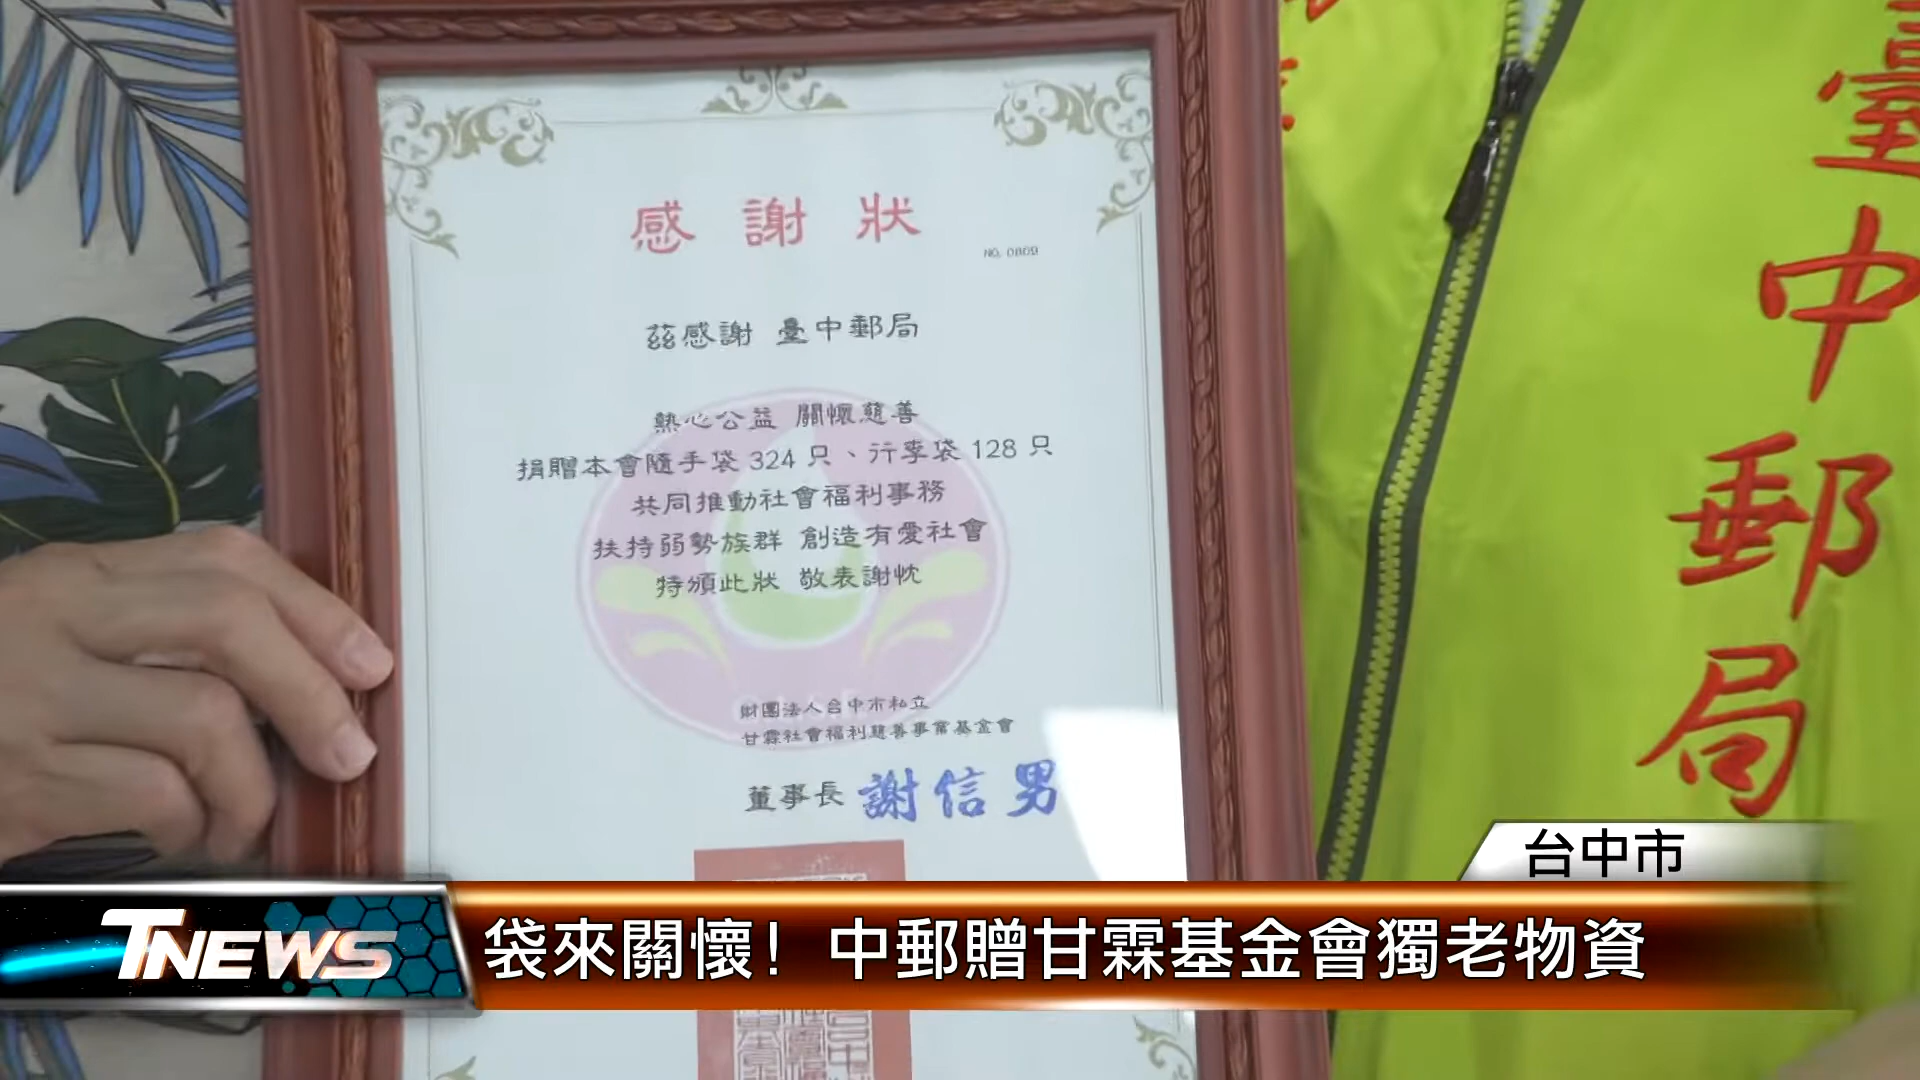 感謝狀
NO. 0809
茲感謝 臺中郵局
熱心公益 關懷慈善
捐贈本會隨手袋324只、行李袋128只
共同推動社會福利事務
扶持弱勢族群 創造有愛社會
特頒此狀 敬表謝忱
財團法人台中市私立
甘霖社會福利慈善事業基金會
董事長 謝信男
臺中郵局
台中市
TNEWS
袋來關懷！中郵贈甘霖基金會獨老物資